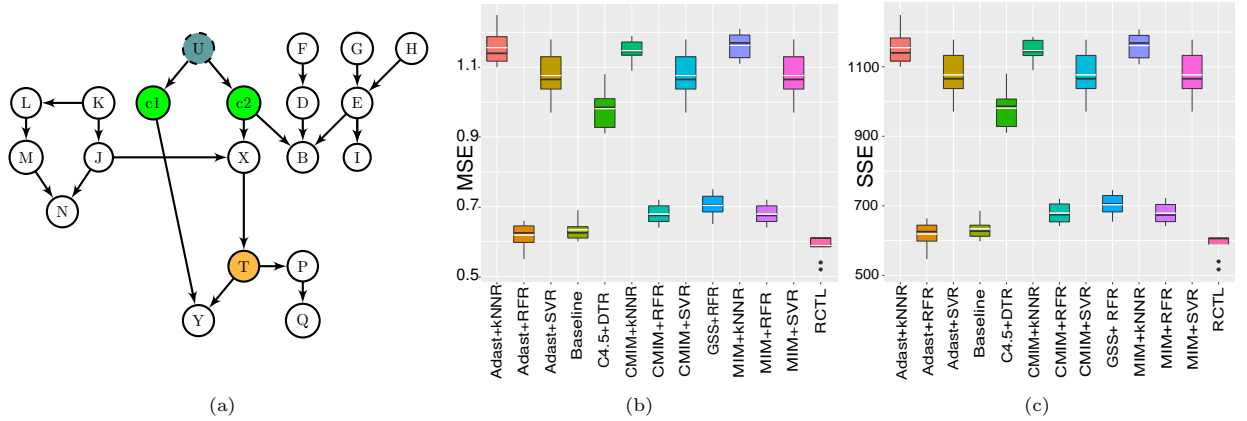 U
F
G
H
L
K
c1
c2
D
E
M
J
X
B
I
N
T
P
Y
Q
(a)
MSE
1.1
0.9
0.7
0.5
Adast+kNNR
Adast+RFR
Adast+SVR
Baseline
C4.5+DTR
CMIM+kNNR
CMIM+RFR
CMIM+SVR
GSS+RFR
MIM+kNNR
MIM+RFR
MIM+SVR
RCTL
(b)
SSE
1100
900
700
500
Adast+kNNR
Adast+RFR
Adast+SVR
Baseline
C4.5+DTR
CMIM+kNNR
CMIM+RFR
CMIM+SVR
GSS+ RFR
MIM+kNNR
MIM+RFR
MIM+SVR
RCTL
(c)